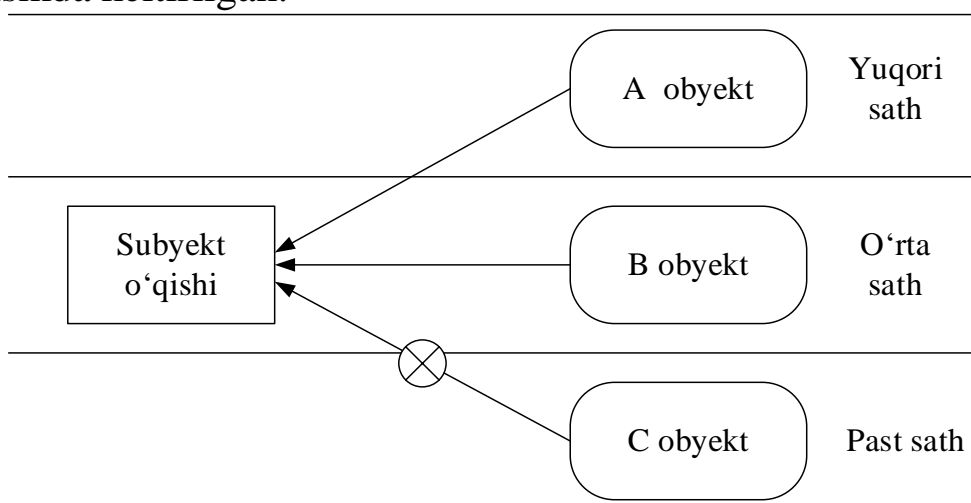 A obyekt
Yuqori
sath
Subyekt
o‘qishi
B obyekt
O‘rta
sath
C obyekt
Past sath